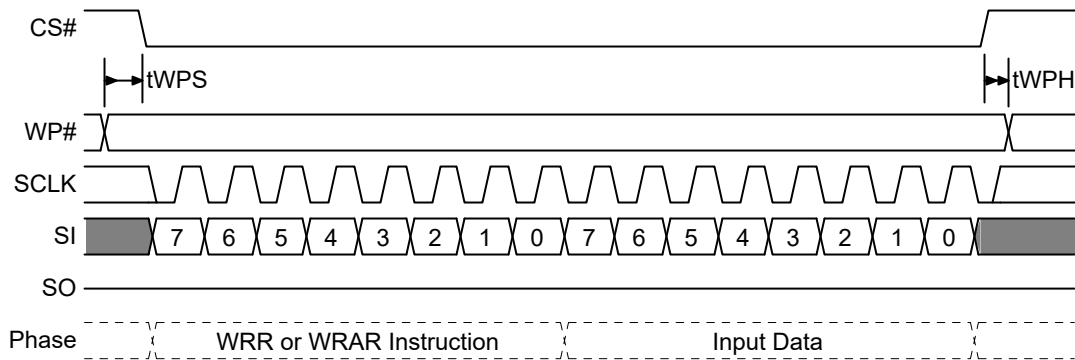 CS#
tWPS tWPH
WP#
SCLK
SI 7 6 5 4 3 2 1 0 7 6 5 4 3 2 1 0
SO
Phase WRR or WRAR Instruction Input Data